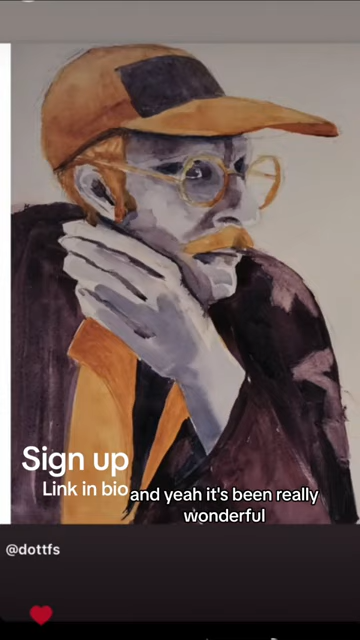 Sign up
Link in bio
and yeah it's been really
wonderful
@dottfs